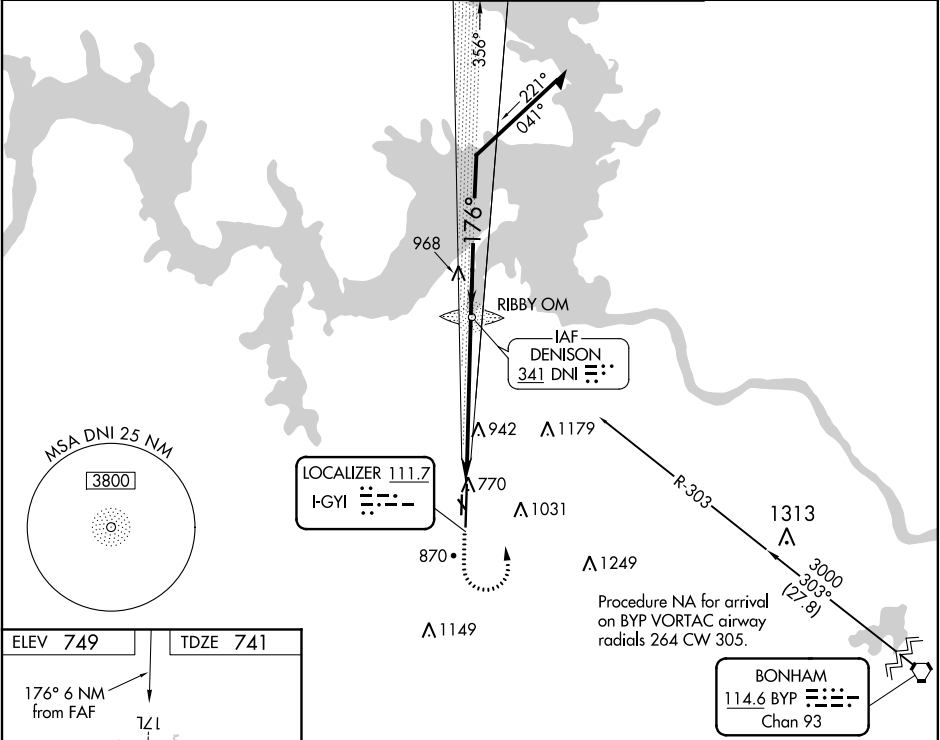 356°
221°
041°
176°
968
RIBBY OM
IAF
DENISON
341 DNI
942
1179
MSA DNI 25 NM
3800
LOCALIZER 111.7
I-GYI
770
1031
R-303
1313
870
1249
3000
303°
(27.8)
Procedure NA for arrival
on BYP VORTAC airway
radials 264 CW 305.
1149
ELEV 749
TDZE 741
176° 6 NM
from FAF
17L
BONHAM
114.6 BYP
Chan 93